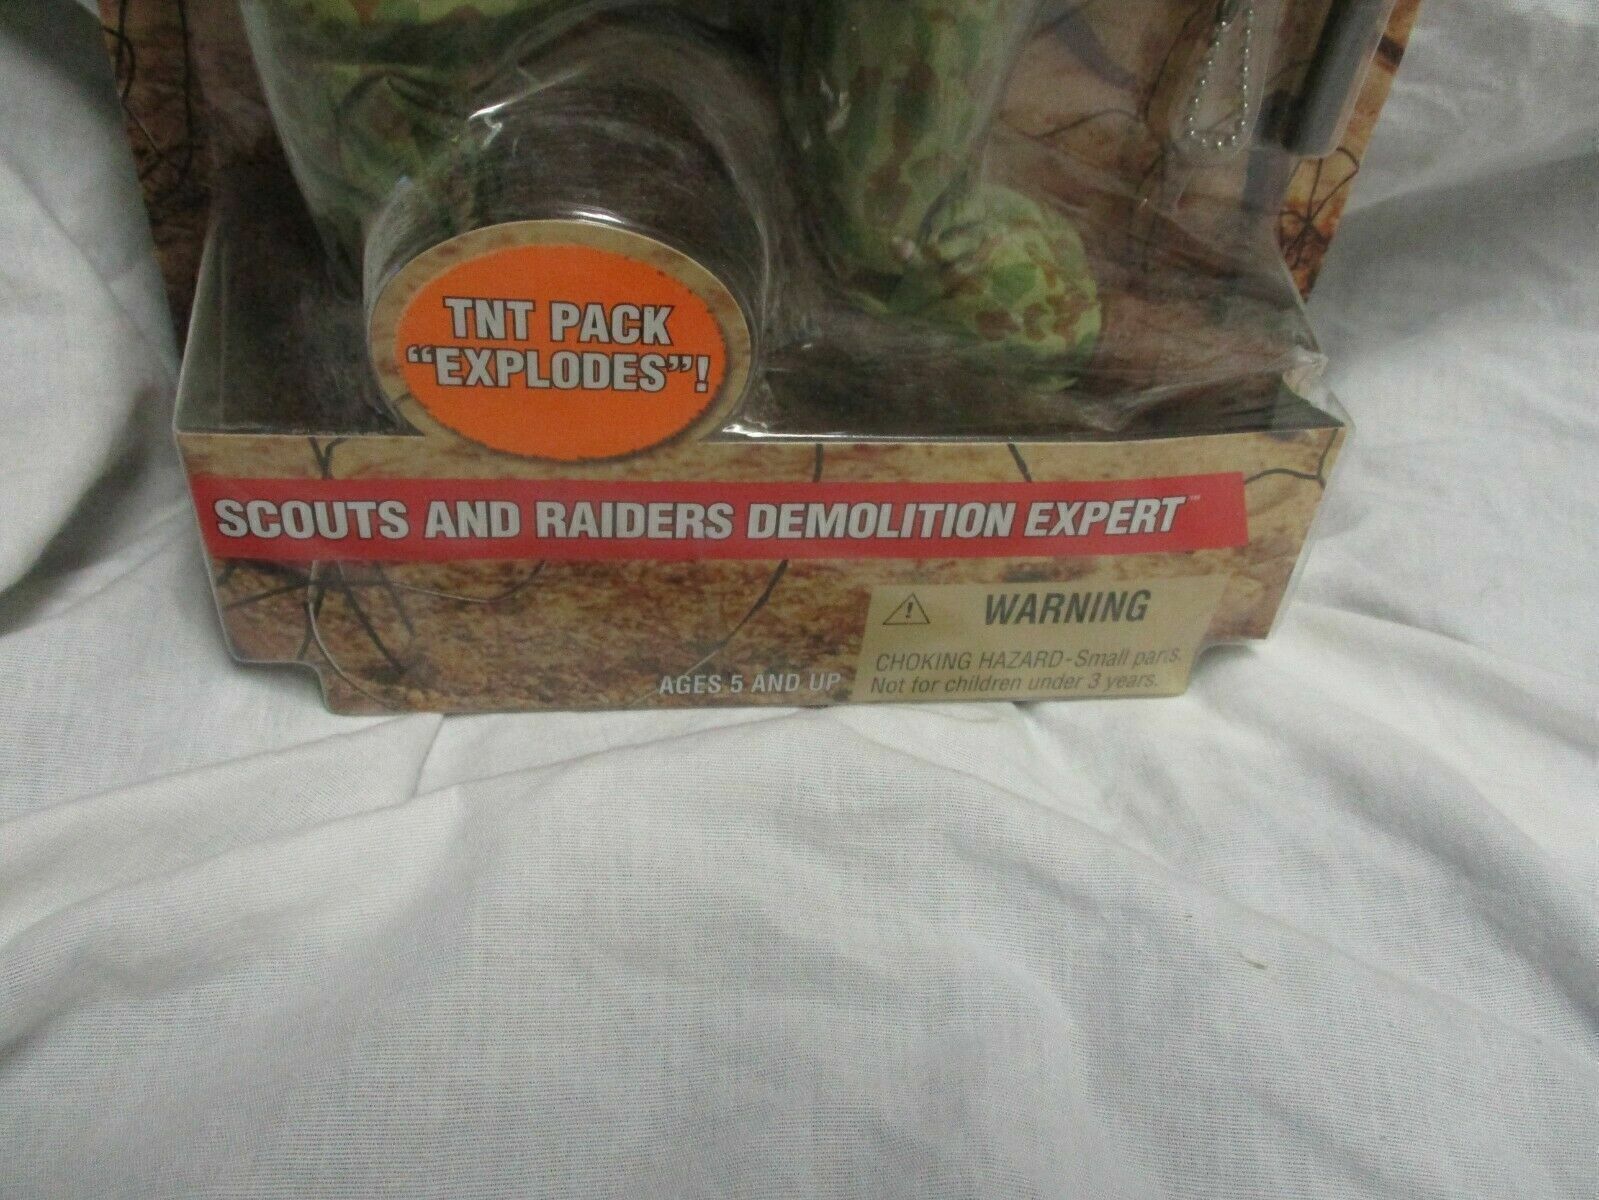 TNT PACK
“EXPLODES”!
SCOUTS AND RAIDERS DEMOLITION EXPERT™
⚠ WARNING
CHOKING HAZARD-Small parts.
Not for children under 3 years.
AGES 5 AND UP